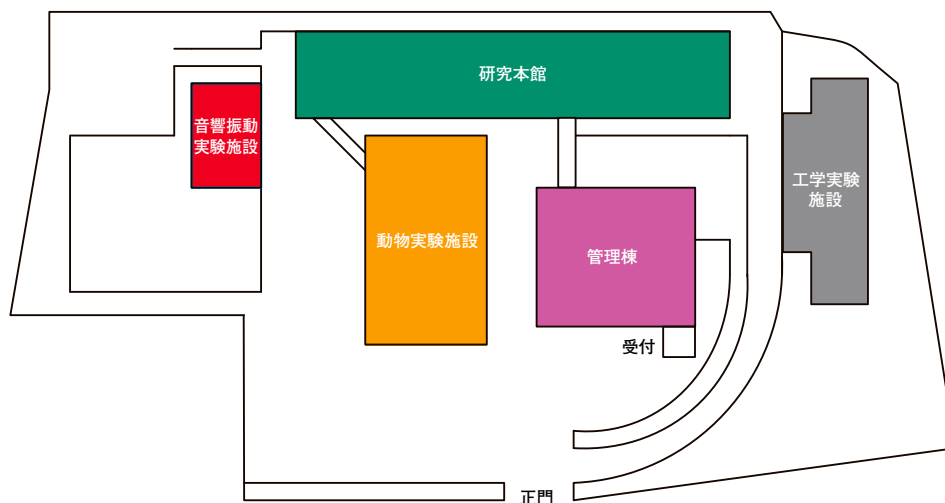 研究本館
音響振動
実験施設
工学実験
施設
動物実験施設
管理棟
受付
正門